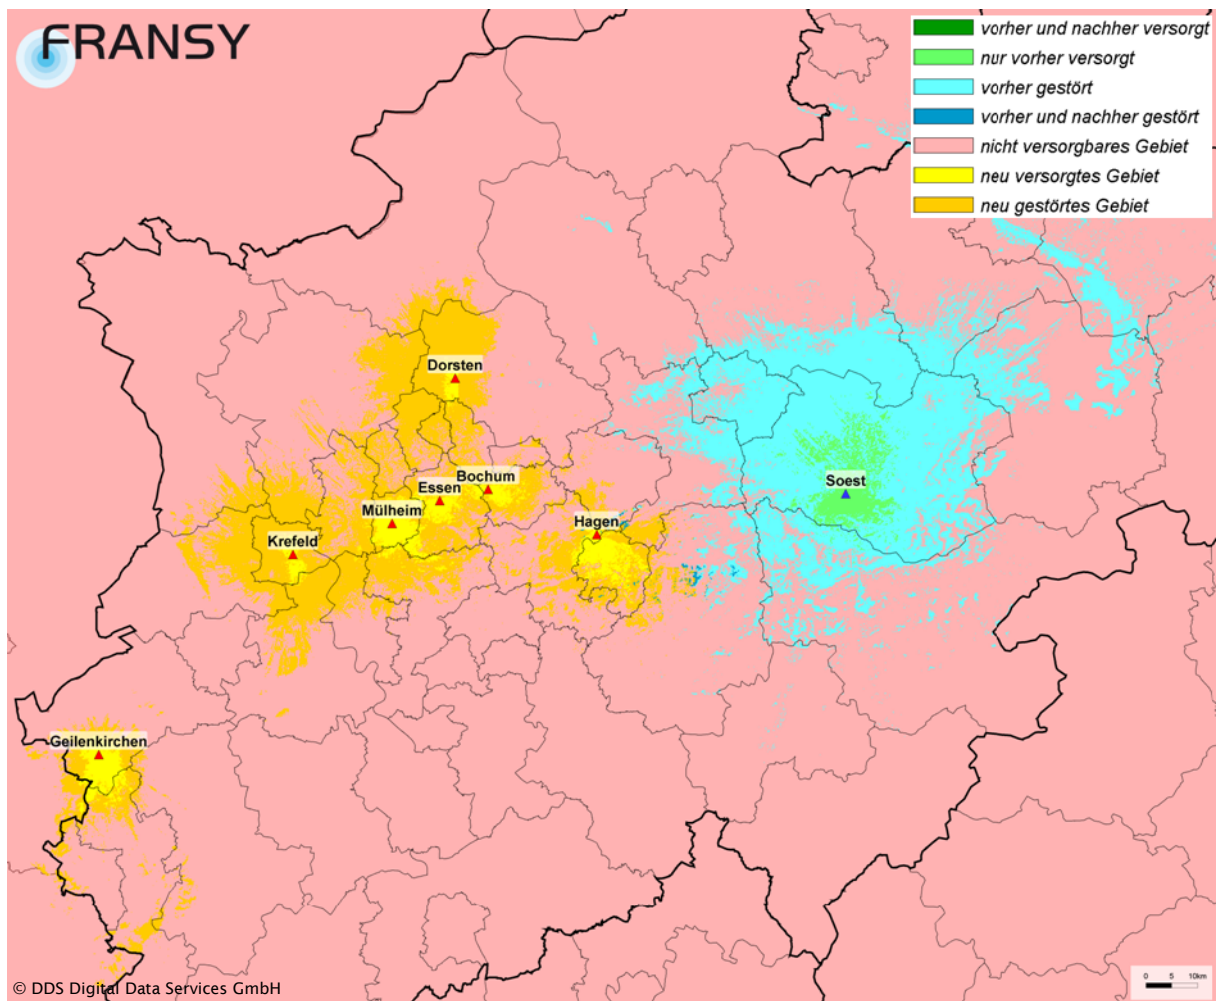 FRANSY
vorher und nachher versorgt
nur vorher versorgt
vorher gestört
vorher und nachher gestört
nicht versorgbares Gebiet
neu versorgtes Gebiet
neu gestörtes Gebiet
Dorsten
Bochum
Essen
Soest
Mülheim
Hagen
Krefeld
Geilenkirchen
0 5 10km
© DDS Digital Data Services GmbH